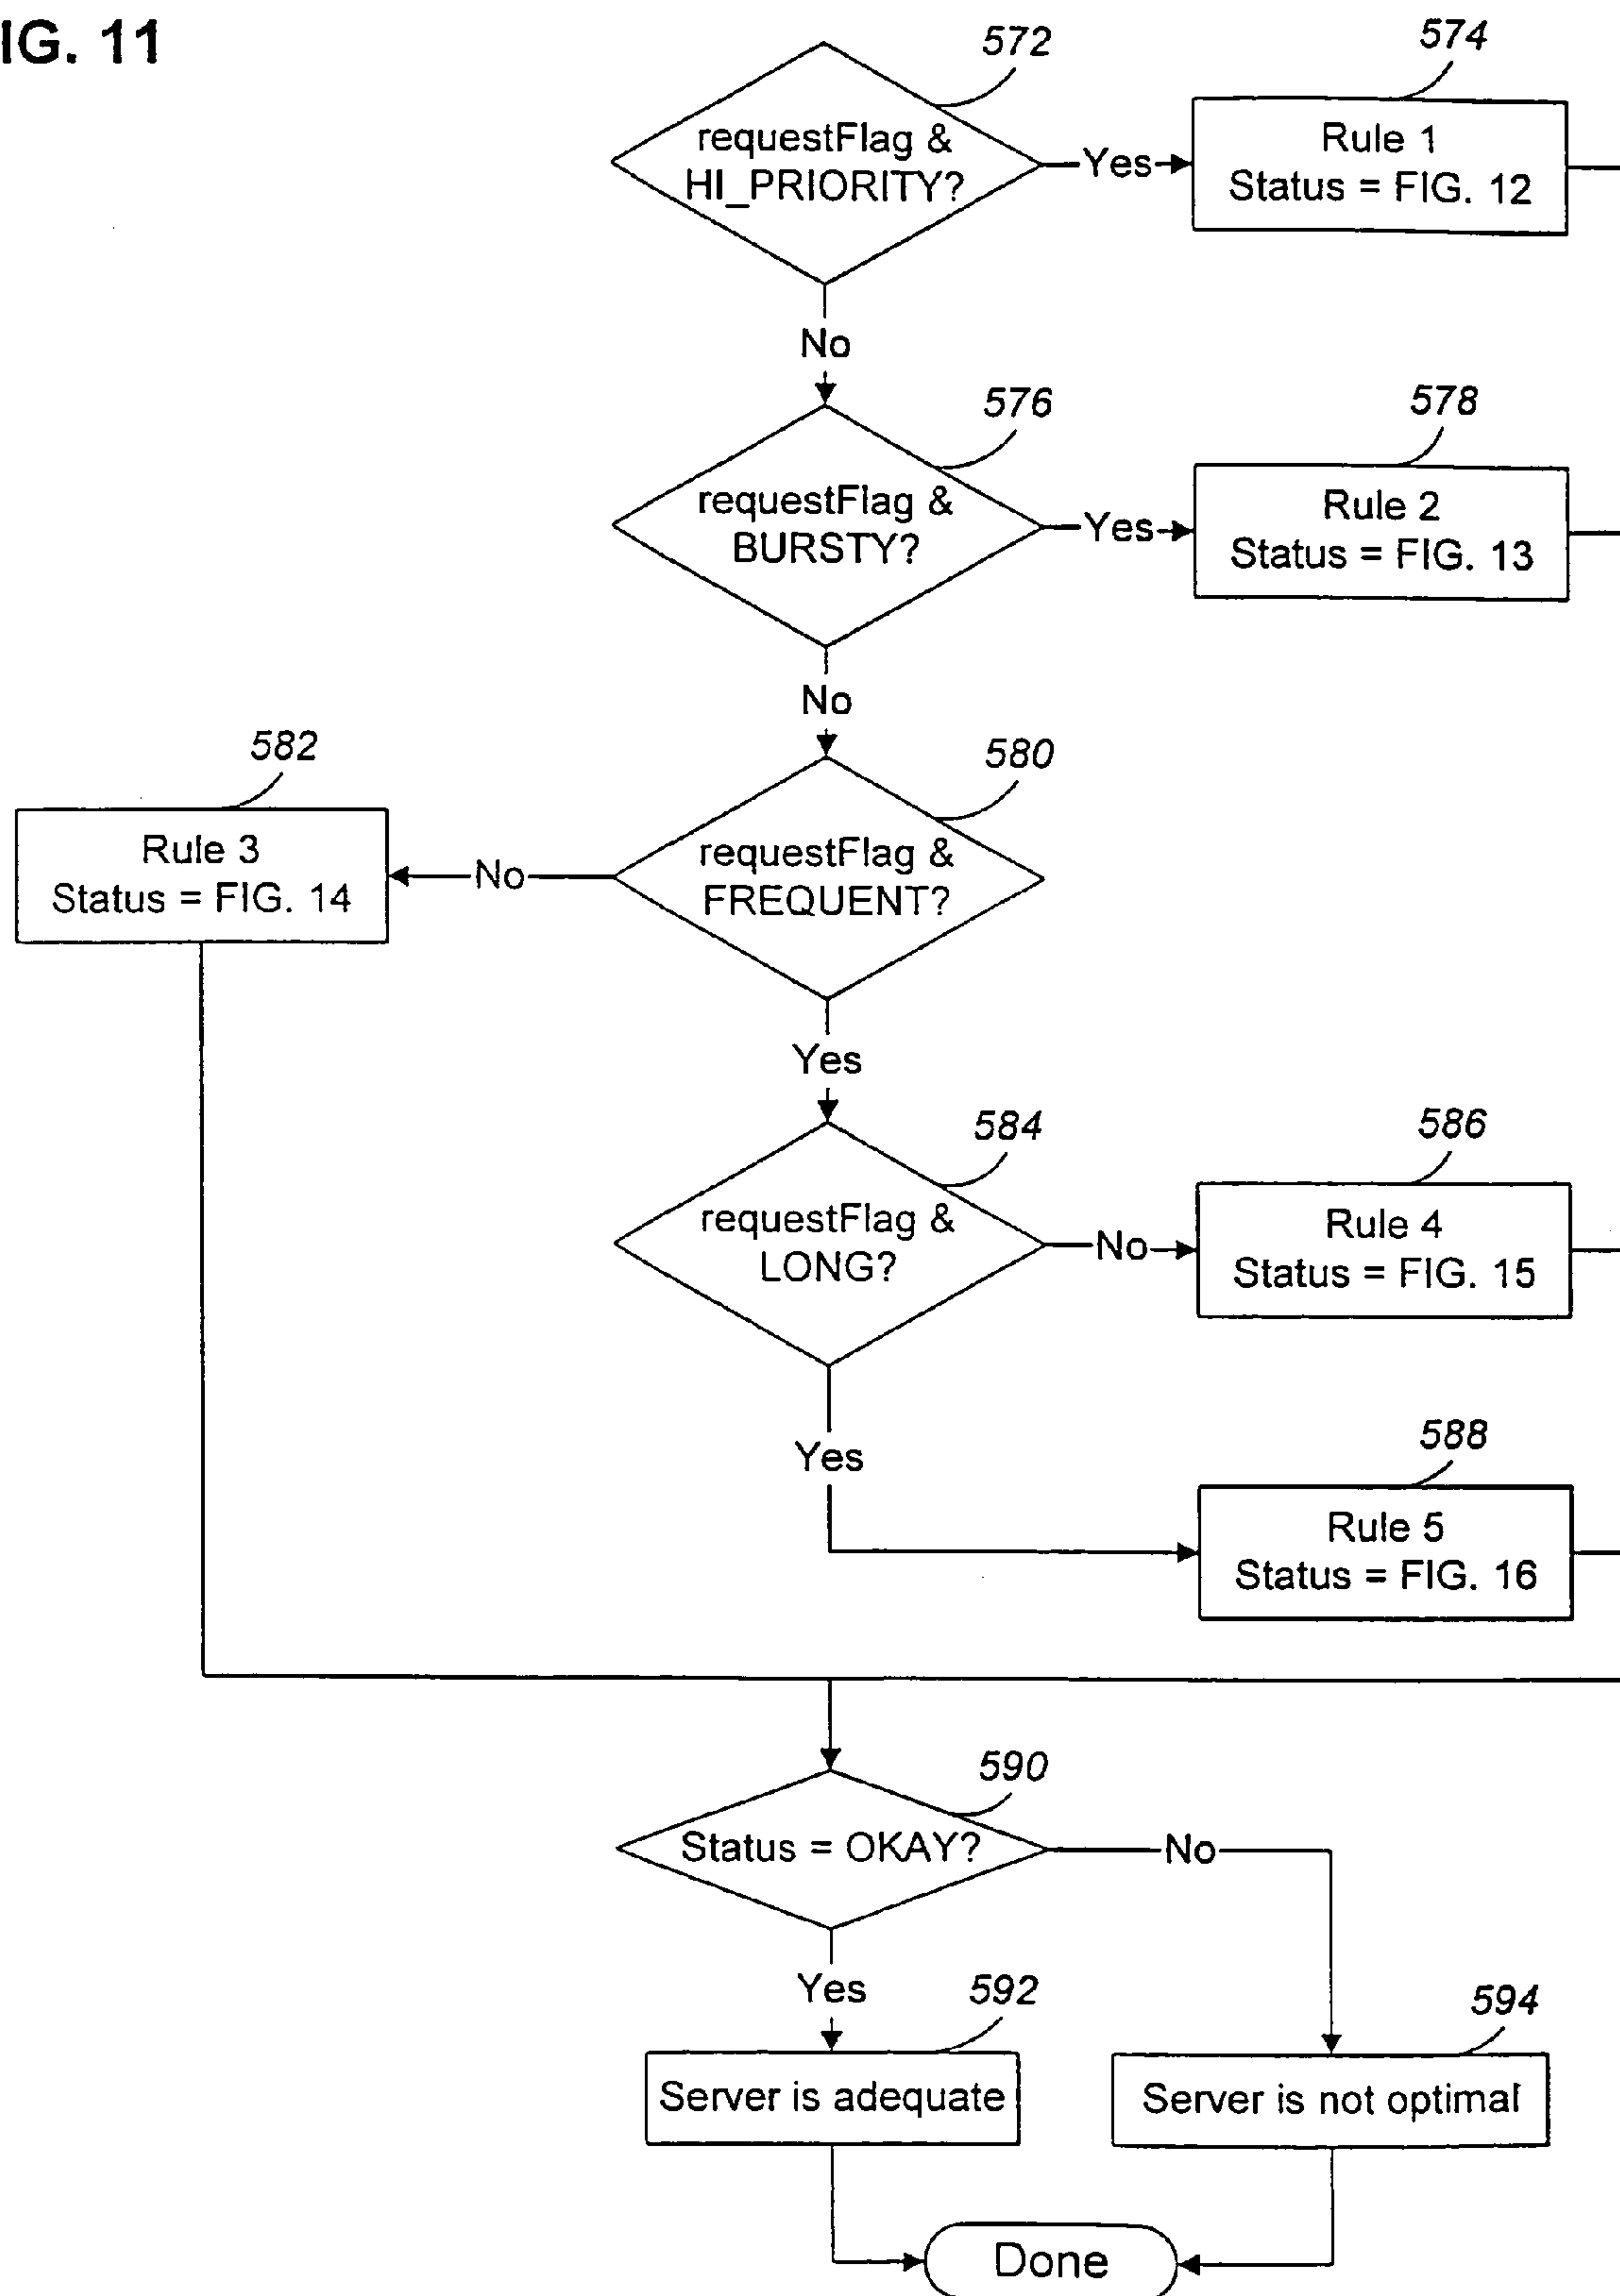 IG. 11
572
574
requestFlag &
HI_PRIORITY?
Yes
Rule 1
Status = FIG. 12
No
576
578
requestFlag &
BURSTY?
Yes
Rule 2
Status = FIG. 13
No
582
580
Rule 3
Status = FIG. 14
No
requestFlag &
FREQUENT?
Yes
584
586
requestFlag &
LONG?
No
Rule 4
Status = FIG. 15
Yes
588
Rule 5
Status = FIG. 16
590
Status = OKAY?
No
Yes
592
594
Server is adequate
Server is not optimal
Done